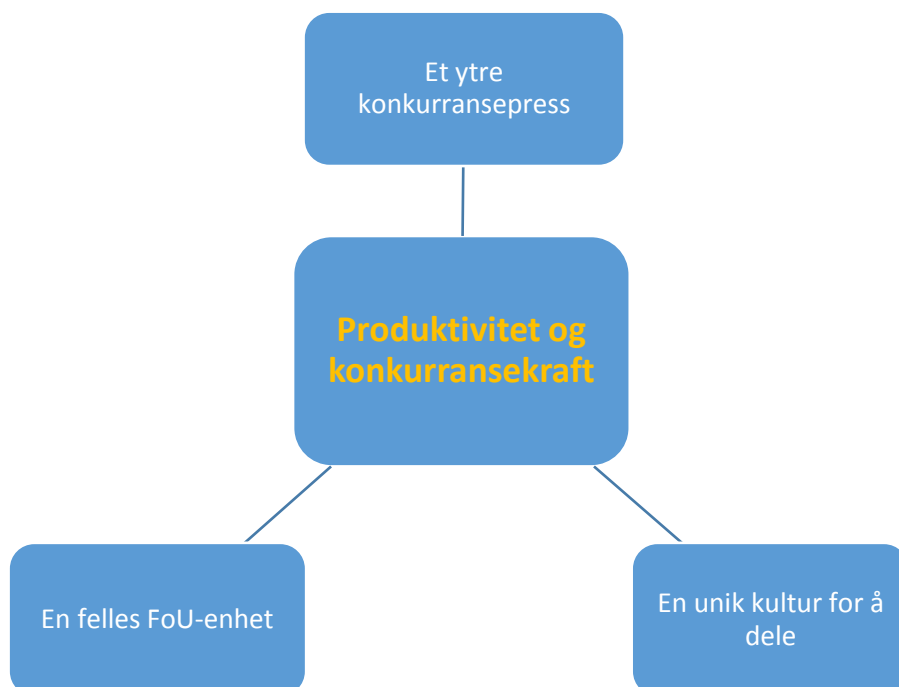 Et ytre
konkurransepress
Produktivitet og
konkurransekraft
En felles FoU-enhet
En unik kultur for å
dele